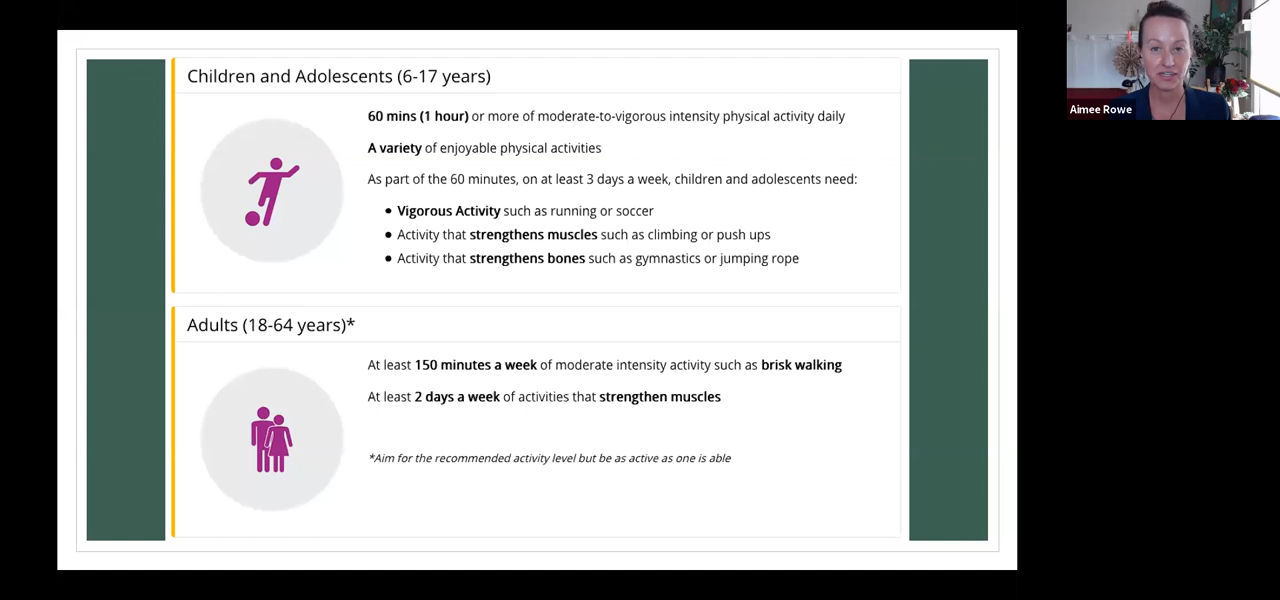 Children and Adolescents (6-17 years)
60 mins (1 hour) or more of moderate-to-vigorous intensity physical activity daily
A variety of enjoyable physical activities
As part of the 60 minutes, on at least 3 days a week, children and adolescents need:
● Vigorous Activity such as running or soccer
● Activity that strengthens muscles such as climbing or push ups
● Activity that strengthens bones such as gymnastics or jumping rope
Adults (18-64 years)*
At least 150 minutes a week of moderate intensity activity such as brisk walking
At least 2 days a week of activities that strengthen muscles
*Aim for the recommended activity level but be as active as one is able
Aimee Rowe